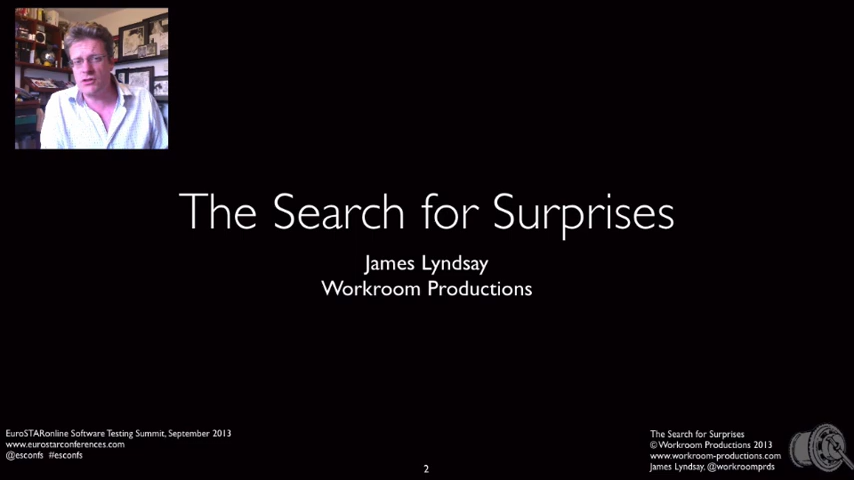 The Search for Surprises
James Lyndsay
Workroom Productions
EuroSTARonline Software Testing Summit, September 2013
www.eurostarconferences.com
@esconfs #esconfs
2
The Search for Surprises
© Workroom Productions 2013
www.workroom-productions.com
James Lyndsay, @workroomprds